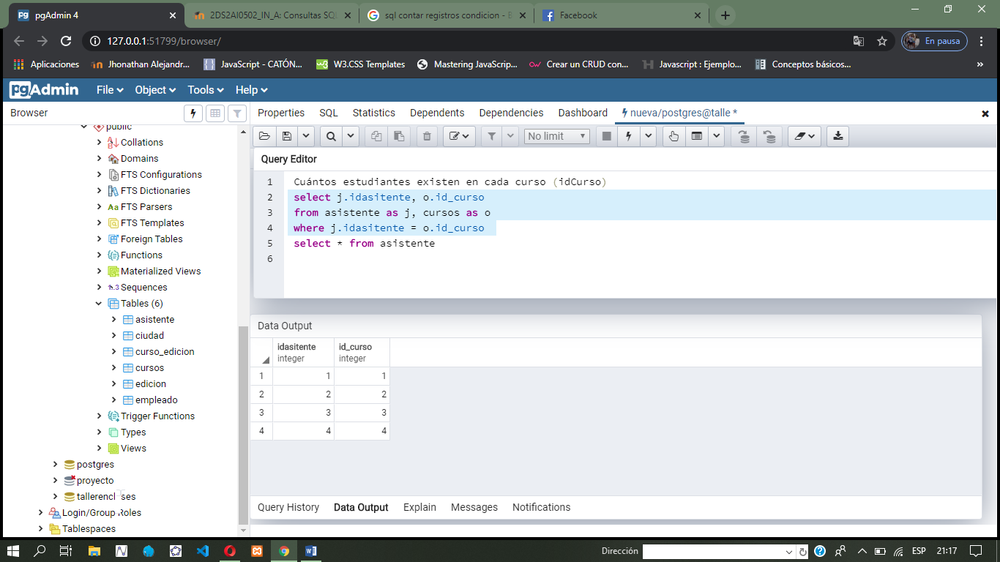 pgAdmin 4
2DS2AI0502_IN_A: Consultas SQ
sql contar registros condicion - B
Facebook
127.0.0.1:51799/browser/
En pausa
Aplicaciones
Jhonathan Alejandr...
JavaScript - CATÓN...
W3.CSS Templates
Mastering JavaScrip...
Crear un CRUD con...
Javascript : Ejemplo...
Conceptos básicos...
»
pgAdmin
File
Object
Tools
Help
Browser
Properties
SQL
Statistics
Dependents
Dependencies
Dashboard
nueva/postgres@talle *
public
Collations
Domains
FTS Configurations
FTS Dictionaries
FTS Parsers
FTS Templates
Foreign Tables
Functions
Materialized Views
Sequences
Tables (6)
asistente
ciudad
curso_edicion
cursos
edicion
empleado
Trigger Functions
Types
Views
postgres
proyecto
Login/Group Roles
Tablespaces
No limit
Query Editor
1 Cuántos estudiantes existen en cada curso (idCurso)
2 select j.idasitente, o.id_curso
3 from asistente as j, cursos as o
4 where j.idasitente = o.id_curso
5 select * from asistente
6
Data Output
idasitente id_curso
integer integer
1 1 1
2 2 2
3 3 3
4 4 4
Query History
Data Output
Explain
Messages
Notifications
Dirección
ESP
21:17